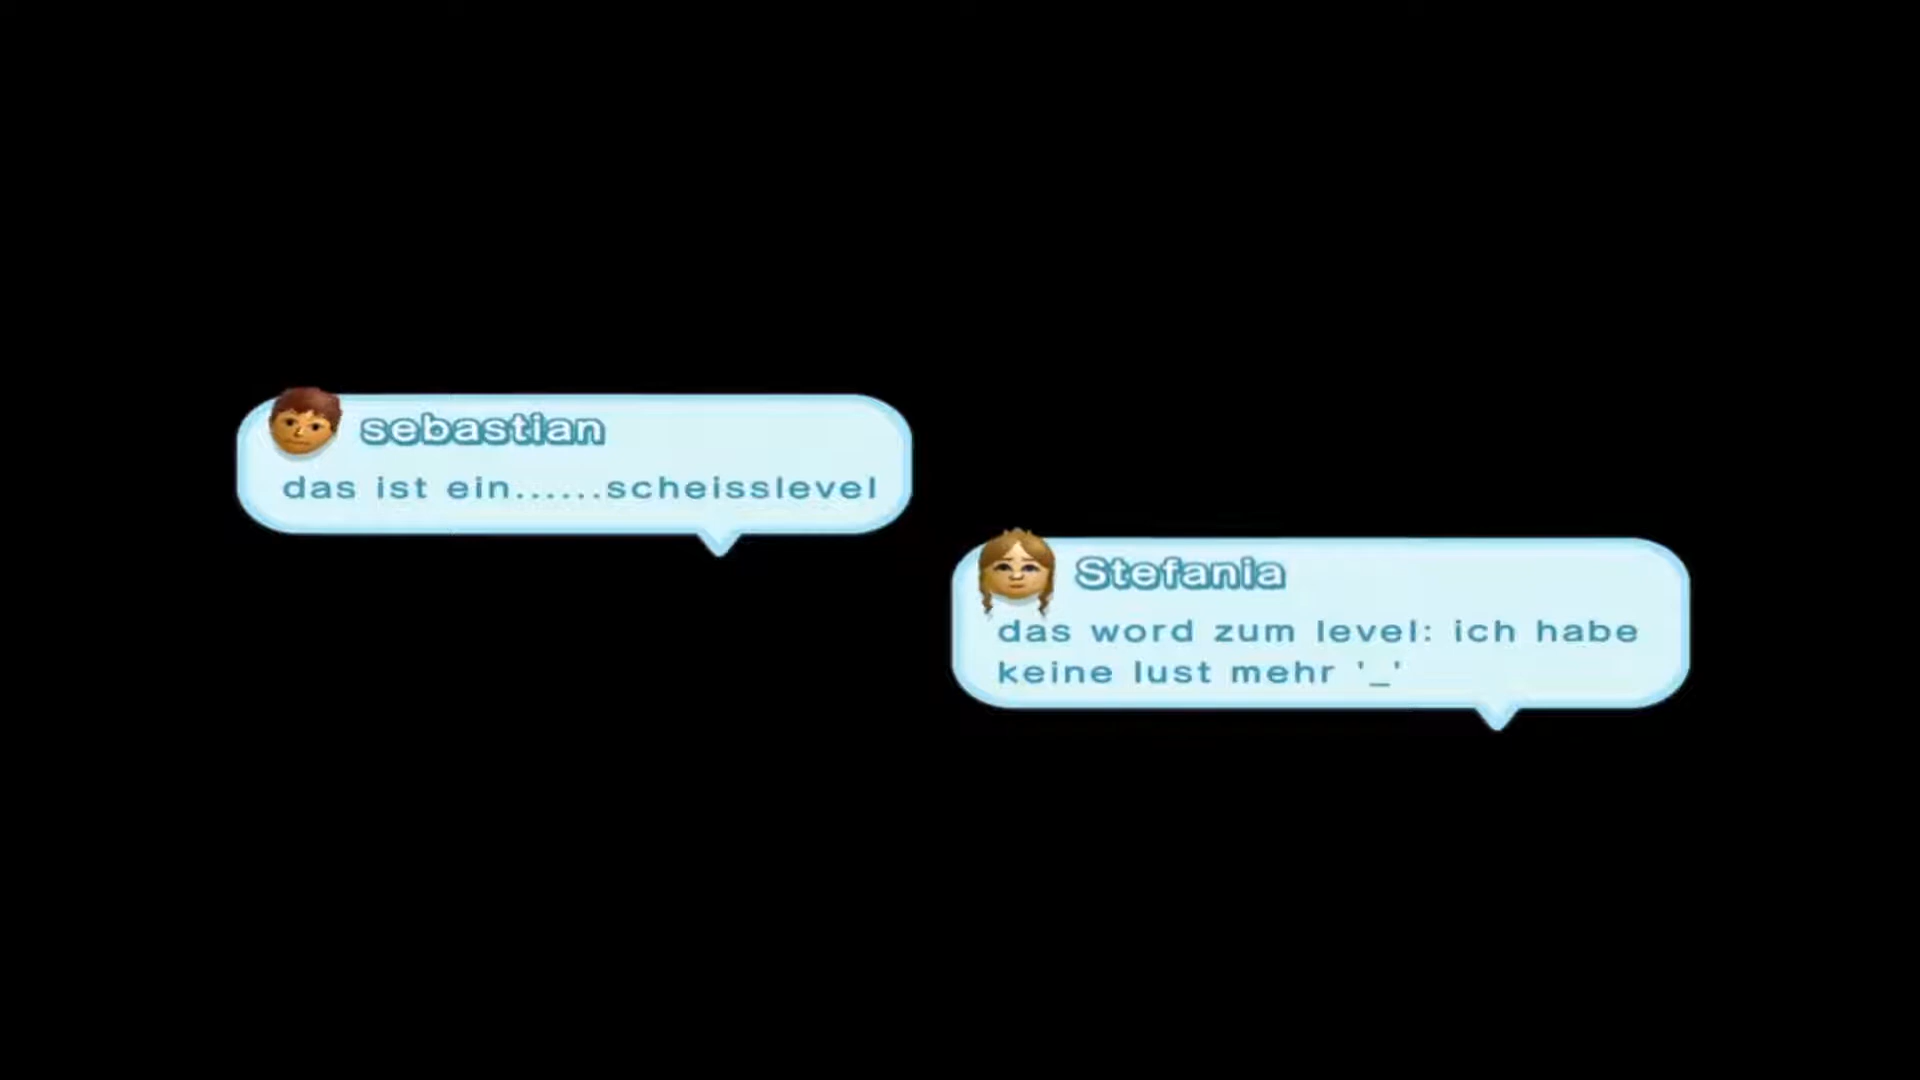 sebastian
das ist ein......scheisslevel
Stefania
das word zum level: ich habe
keine lust mehr '_'